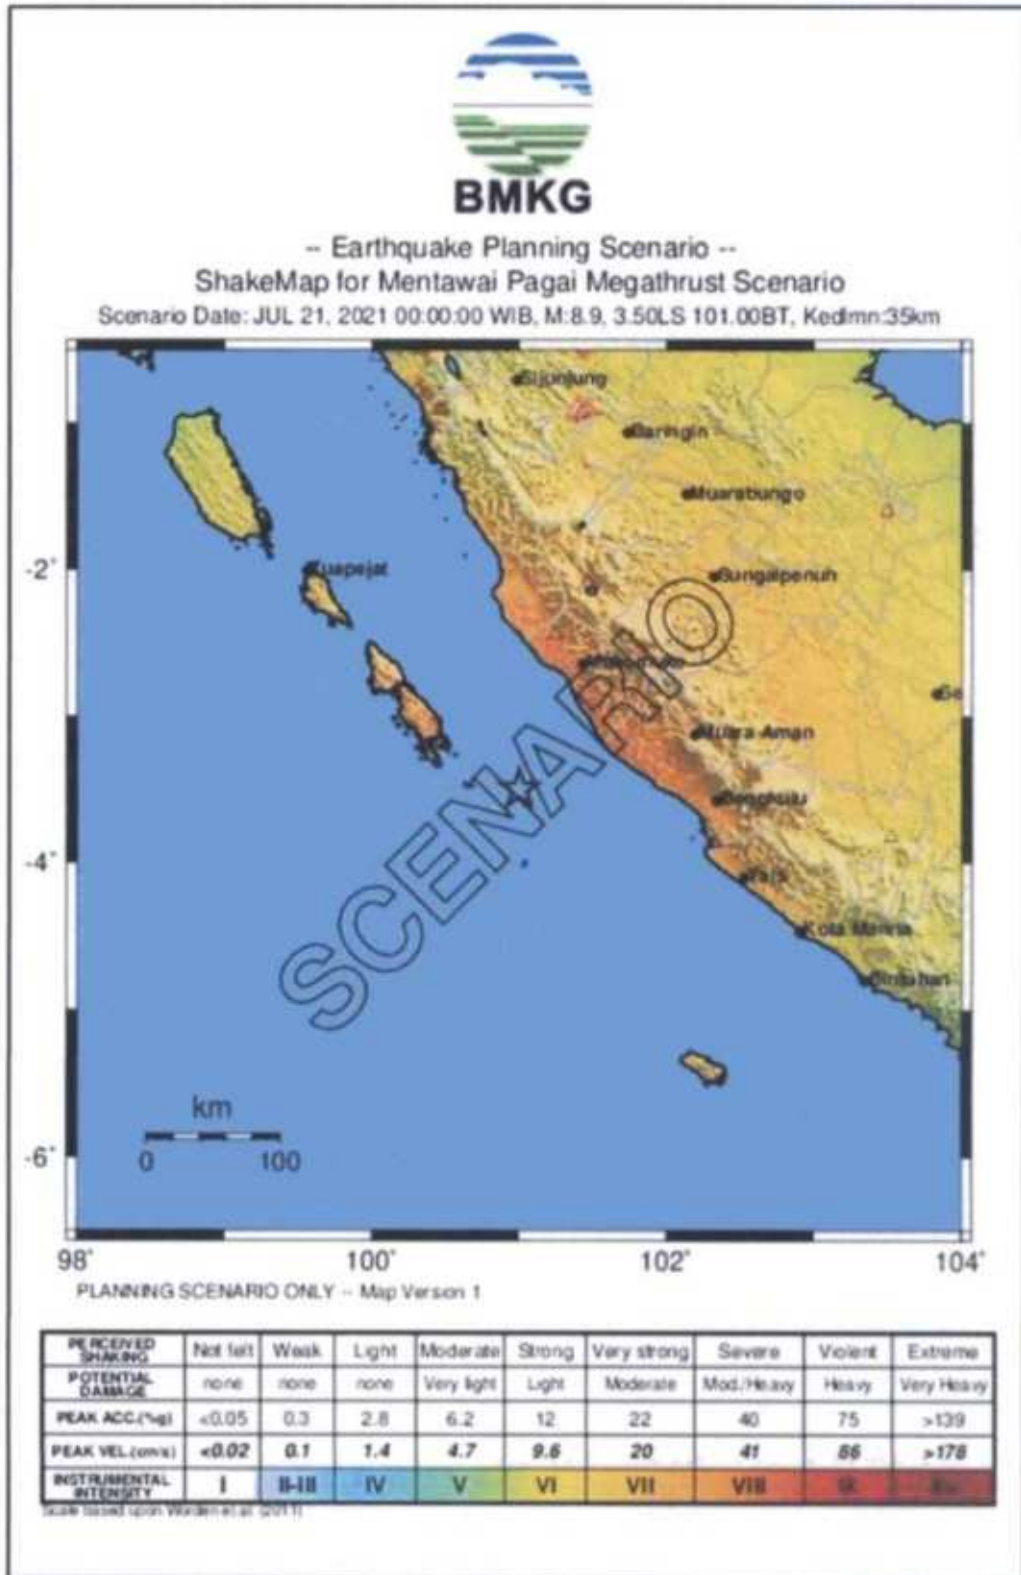 BMKG
-- Earthquake Planning Scenario --
ShakeMap for Mentawai Pagai Megathrust Scenario
Scenario Date: JUL 21, 2021 00:00:00 WIB, M:8.9, 3.50LS 101.00BT, Kedlmn:35km
Sijunjung
Baringin
Muarabungo
-2°
Tuapejat
Sungaipenuh
Mukomuko
Muara Aman
Bengkulu
SCENARIO
-4°
Tais
Kota Manna
Bintuhan
km
0 100
-6°
98° 100° 102° 104°
PLANNING SCENARIO ONLY -- Map Version 1
PERCEIVED SHAKING Not felt Weak Light Moderate Strong Very strong Severe Violent Extreme
POTENTIAL DAMAGE none none none Very light Light Moderate Mod./Heavy Heavy Very Heavy
PEAK ACC.(%g) <0.05 0.3 2.8 6.2 12 22 40 75 >139
PEAK VEL.(cm/s) <0.02 0.1 1.4 4.7 9.6 20 41 86 >178
INSTRUMENTAL INTENSITY I II-III IV V VI VII VIII IX X+
Scale based upon Worden et al. (2011)